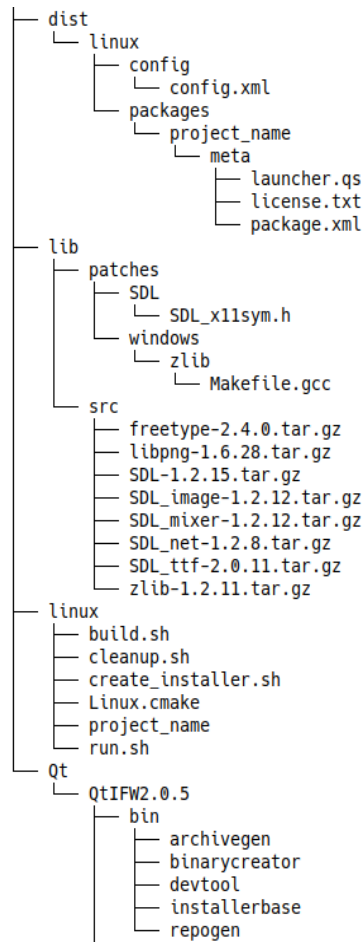 dist
linux
config
config.xml
packages
project_name
meta
launcher.qs
license.txt
package.xml
lib
patches
SDL
SDL_x11sym.h
windows
zlib
Makefile.gcc
src
freetype-2.4.0.tar.gz
libpng-1.6.28.tar.gz
SDL-1.2.15.tar.gz
SDL_image-1.2.12.tar.gz
SDL_mixer-1.2.12.tar.gz
SDL_net-1.2.8.tar.gz
SDL_ttf-2.0.11.tar.gz
zlib-1.2.11.tar.gz
linux
build.sh
cleanup.sh
create_installer.sh
Linux.cmake
project_name
run.sh
Qt
QtIFW2.0.5
bin
archivegen
binarycreator
devtool
installerbase
repogen